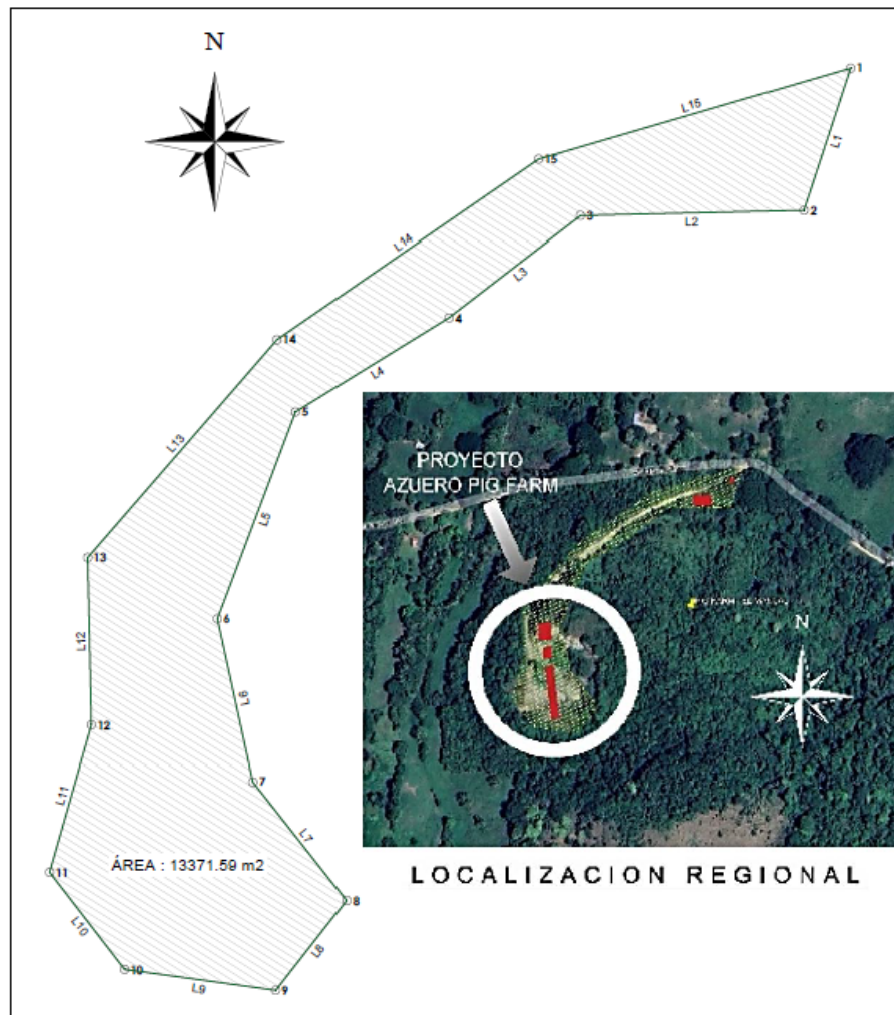 N
1
L15
L1
15
3
L2
2
L14
L3
4
14
L4
5
L13
L5
PROYECTO
AZUERO PIG FARM
13
6
N
L12
L6
12
7
L11
L7
ÁREA : 13371.59 m2
11
LOCALIZACION REGIONAL
8
L10
L8
10
L9
9